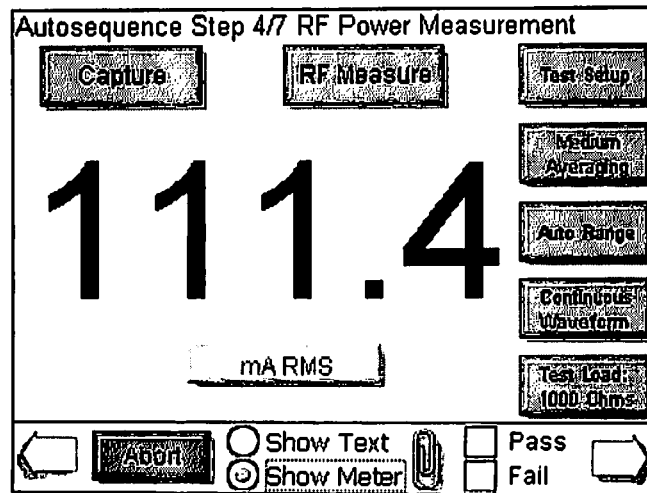 Autosequence Step 4/7 RF Power Measurement
Capture
RF Measure
Test Setup
Medium
Averaging
111.4
Auto Range
Continuous
Waveform
mA RMS
Test Load:
1000 Ohms
Abort
Show Text
Show Meter
Pass
Fail